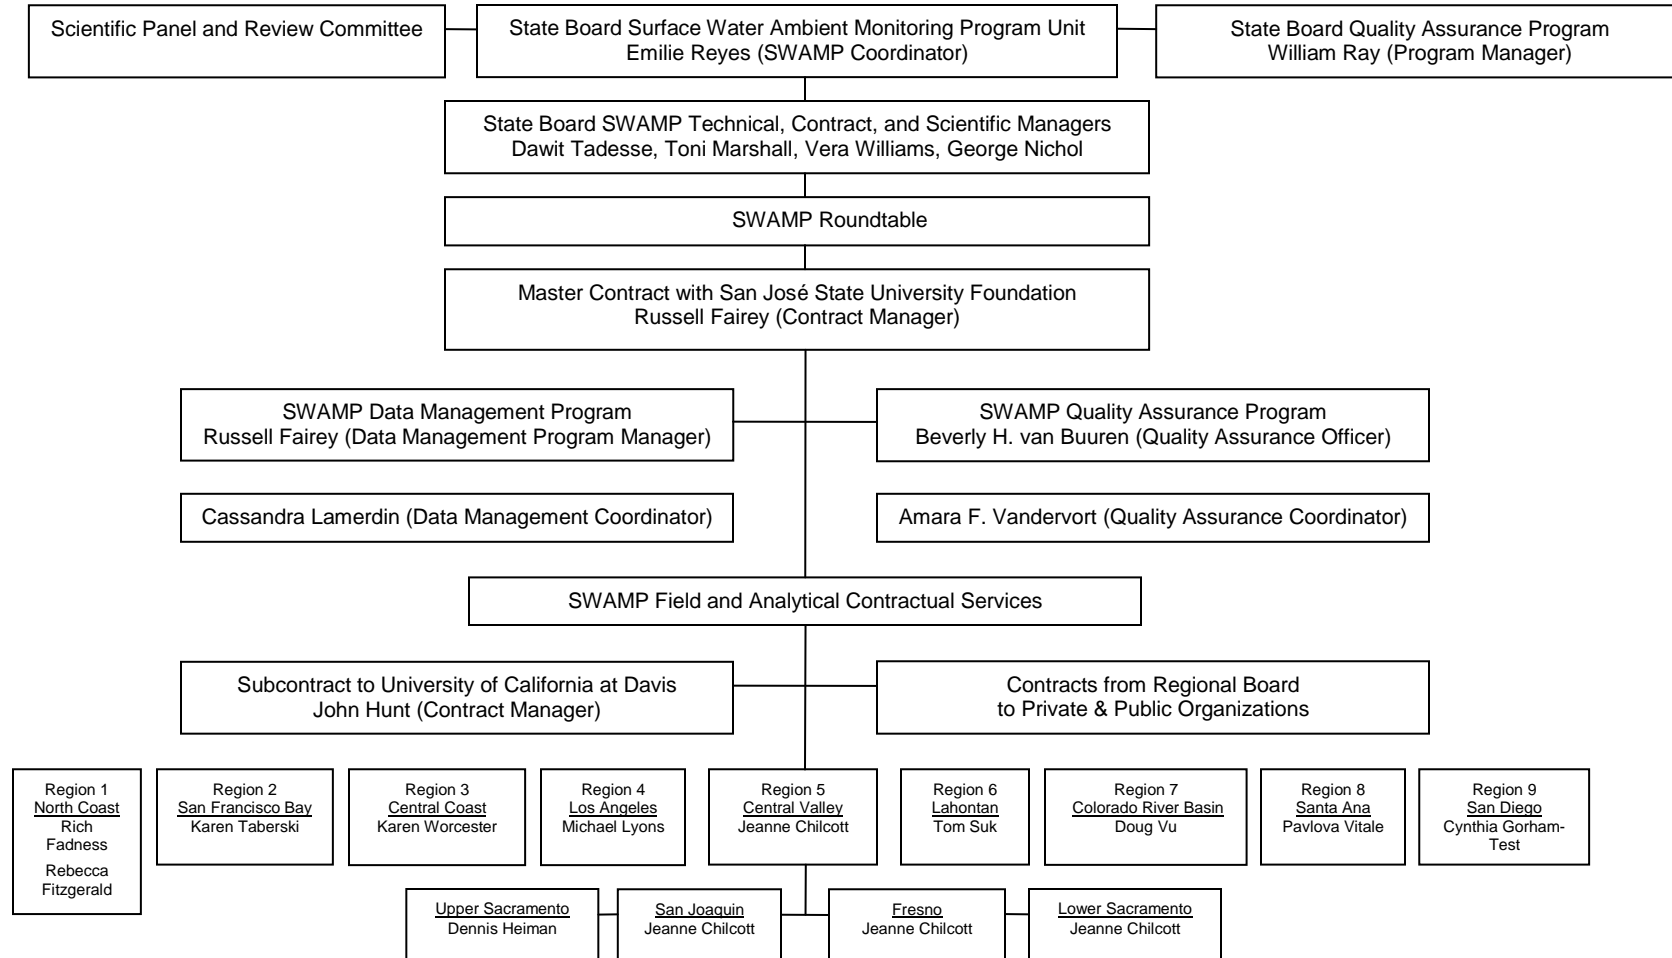 Scientific Panel and Review Committee
State Board Surface Water Ambient Monitoring Program Unit
Emilie Reyes (SWAMP Coordinator)
State Board Quality Assurance Program
William Ray (Program Manager)
State Board SWAMP Technical, Contract, and Scientific Managers
Dawit Tadesse, Toni Marshall, Vera Williams, George Nichol
SWAMP Roundtable
Master Contract with San José State University Foundation
Russell Fairey (Contract Manager)
SWAMP Data Management Program
Russell Fairey (Data Management Program Manager)
SWAMP Quality Assurance Program
Beverly H. van Buuren (Quality Assurance Officer)
Cassandra Lamerdin (Data Management Coordinator)
Amara F. Vandervort (Quality Assurance Coordinator)
SWAMP Field and Analytical Contractual Services
Subcontract to University of California at Davis
John Hunt (Contract Manager)
Contracts from Regional Board
to Private & Public Organizations
Region 1
North Coast
Rich
Fadness
Rebecca
Fitzgerald
Region 2
San Francisco Bay
Karen Taberski
Region 3
Central Coast
Karen Worcester
Region 4
Los Angeles
Michael Lyons
Region 5
Central Valley
Jeanne Chilcott
Region 6
Lahontan
Tom Suk
Region 7
Colorado River Basin
Doug Vu
Region 8
Santa Ana
Pavlova Vitale
Region 9
San Diego
Cynthia Gorham-
Test
Upper Sacramento
Dennis Heiman
San Joaquin
Jeanne Chilcott
Fresno
Jeanne Chilcott
Lower Sacramento
Jeanne Chilcott